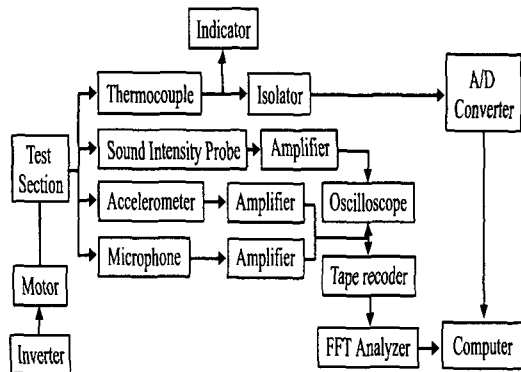 Indicator
Thermocouple
Isolator
A/D
Converter
Test
Section
Sound Intensity Probe
Amplifier
Accelerometer
Amplifier
Oscilloscope
Microphone
Amplifier
Tape recoder
Motor
Inverter
FFT Analyzer
Computer